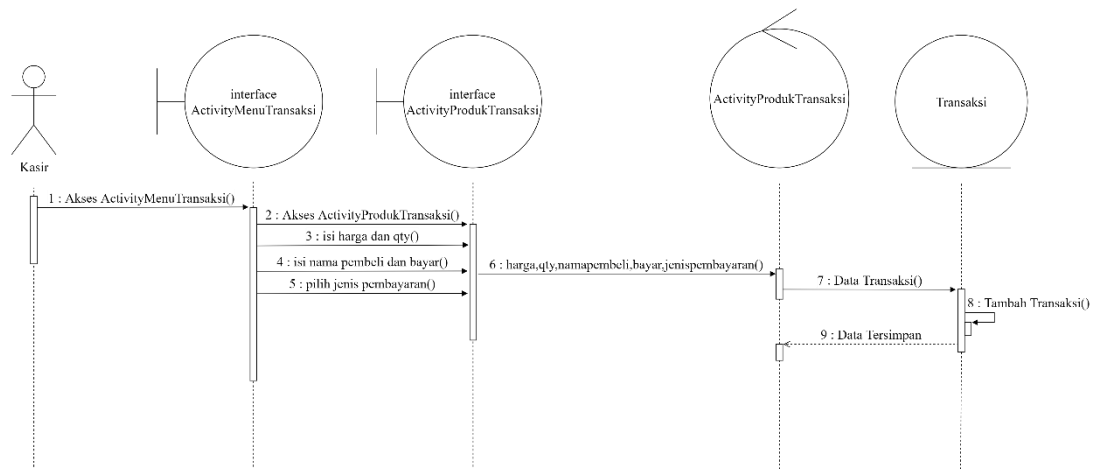 interface
ActivityMenuTransaksi
interface
ActivityProdukTransaksi
ActivityProdukTransaksi
Transaksi
Kasir
1 : Akses ActivityMenuTransaksi()
2 : Akses ActivityProdukTransaksi()
3 : isi harga dan qty()
4 : isi nama pembeli dan bayar()
5 : pilih jenis pembayaran()
6 : harga,qty,namapembeli,bayar,jenispembayaran()
7 : Data Transaksi()
8 : Tambah Transaksi()
9 : Data Tersimpan